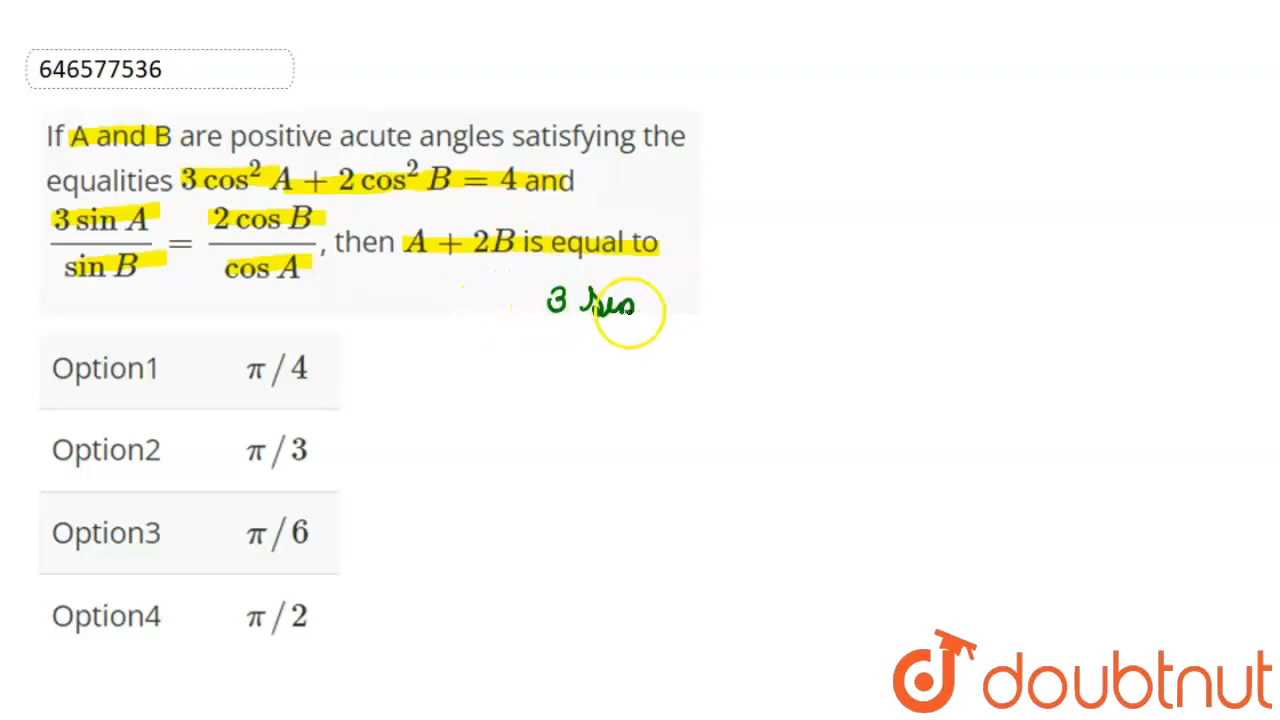 646577536
If A and B are positive acute angles satisfying the
equalities 3 cos² A + 2 cos² B = 4 and
3 sin A / sin B = 2 cos B / cos A, then A + 2B is equal to
3
Option1 π / 4
Option2 π / 3
Option3 π / 6
Option4 π / 2
doubtnut